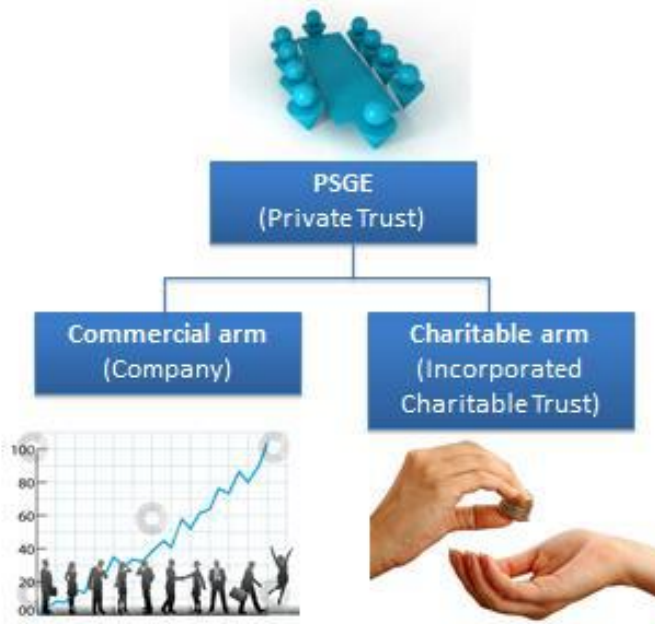 PSGE
(Private Trust)
Commercial arm
(Company)
Charitable arm
(Incorporated
Charitable Trust)
100
80
60
40
20
00